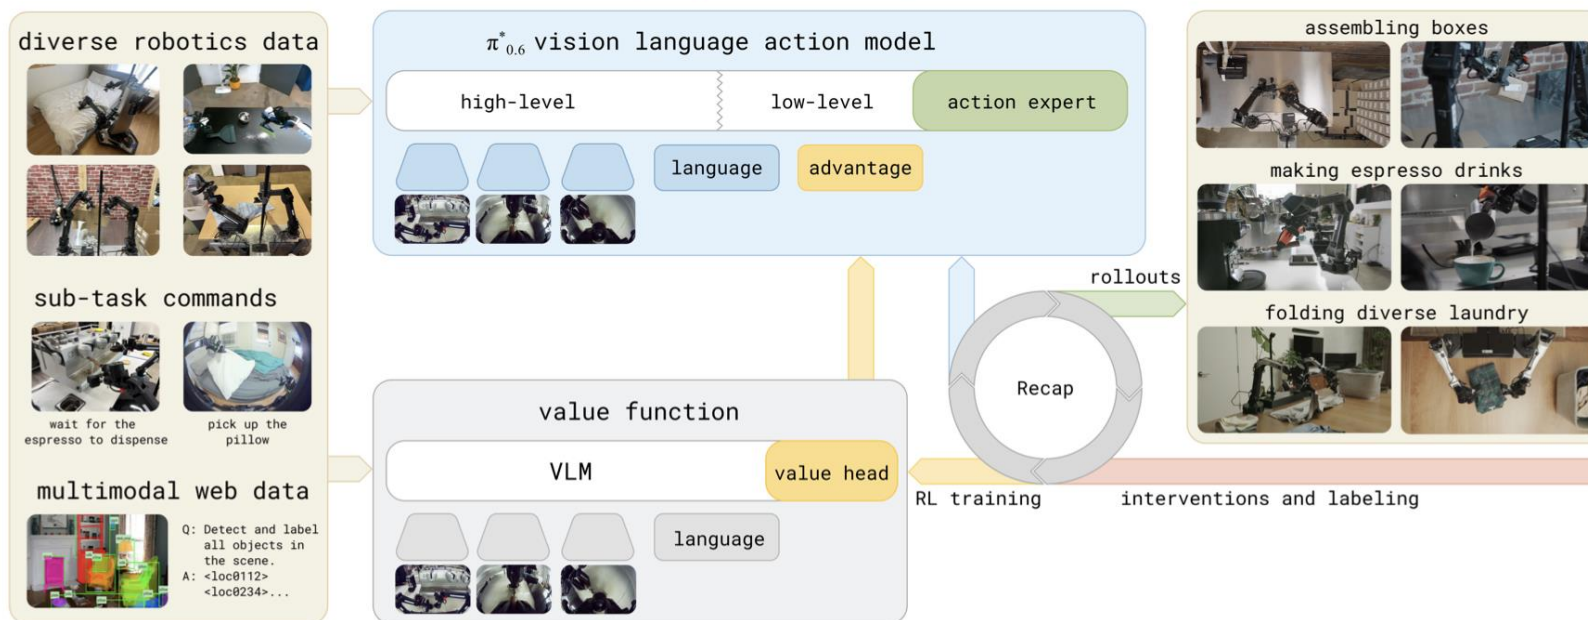 diverse robotics data
sub-task commands
wait for the
espresso to dispense
pick up the
pillow
multimodal web data
Q: Detect and label
all objects in
the scene.
A: <loc0112>
<loc0234>...
π*0.6 vision language action model
high-level
low-level
action expert
language
advantage
value function
VLM
value head
language
Recap
rollouts
RL training
interventions and labeling
assembling boxes
making espresso drinks
folding diverse laundry